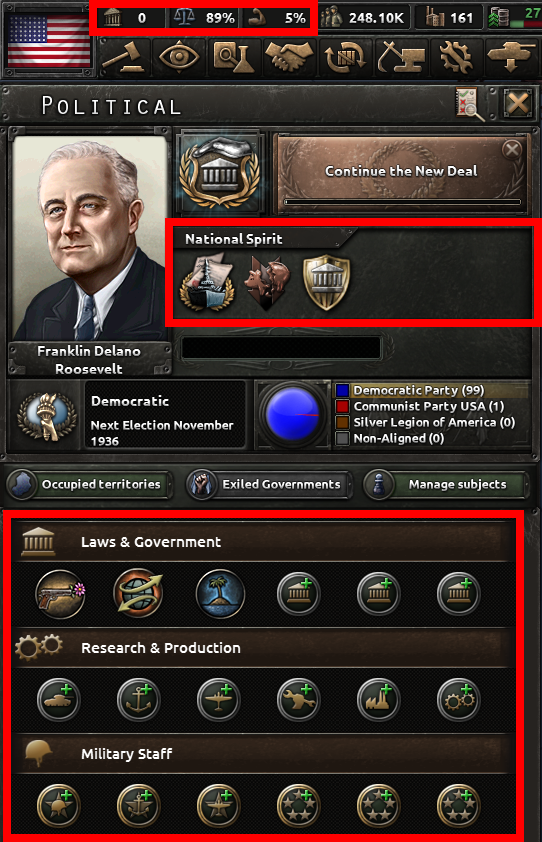 0 89% 5% 248.10K 161 27
POLITICAL
Continue the New Deal
National Spirit
Franklin Delano
Roosevelt
Democratic
Next Election November
1936
Democratic Party (99)
Communist Party USA (1)
Silver Legion of America (0)
Non-Aligned (0)
Occupied territories Exiled Governments Manage subjects
Laws & Government
Research & Production
Military Staff